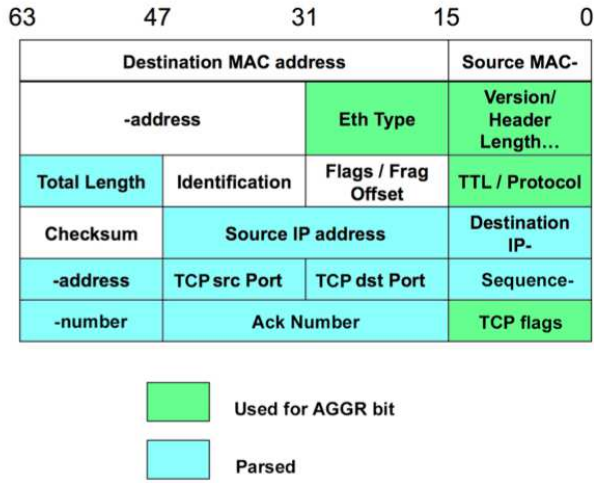 63 47 31 15 0
Destination MAC address Source MAC-
-address Eth Type Version/
Header
Length...
Total Length Identification Flags / Frag
Offset TTL / Protocol
Checksum Source IP address Destination
IP-
-address TCP src Port TCP dst Port Sequence-
-number Ack Number TCP flags
Used for AGGR bit
Parsed